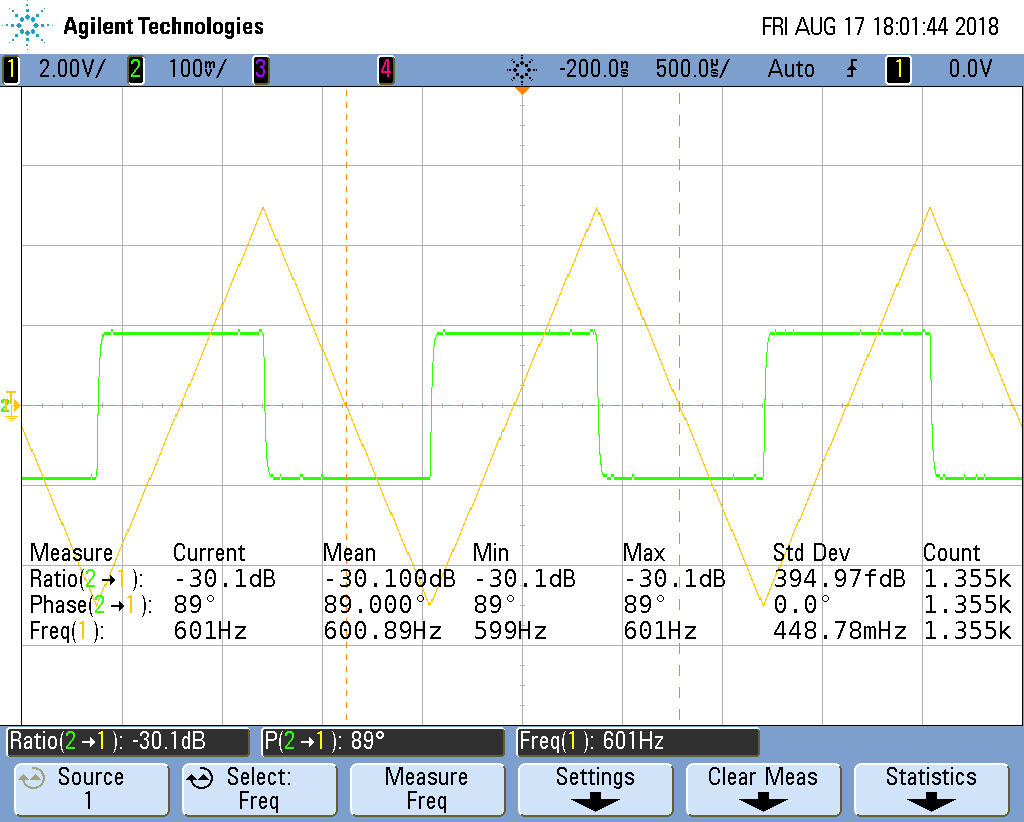 Agilent Technologies FRI AUG 17 18:01:44 2018
1 2.00V/ 2 100mV/ 3 4 -200.0ns 500.0us/ Auto 1 0.0V
2
Measure Current Mean Min Max Std Dev Count
Ratio(2→1): -30.1dB -30.100dB -30.1dB -30.1dB 394.97fdB 1.355k
Phase(2→1): 89° 89.000° 89° 89° 0.0° 1.355k
Freq(1): 601Hz 600.89Hz 599Hz 601Hz 448.78mHz 1.355k
Ratio(2→1): -30.1dB P(2→1): 89° Freq(1): 601Hz
Source Select: Measure Settings Clear Meas Statistics
1 Freq Freq